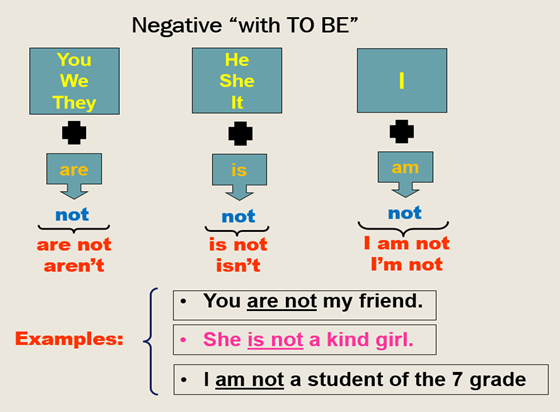 Negative “with TO BE”
You
We
They
He
She
It
I
are
is
am
not
not
not
are not
aren’t
is not
isn’t
I am not
I’m not
Examples:
• You are not my friend.
• She is not a kind girl.
• I am not a student of the 7 grade